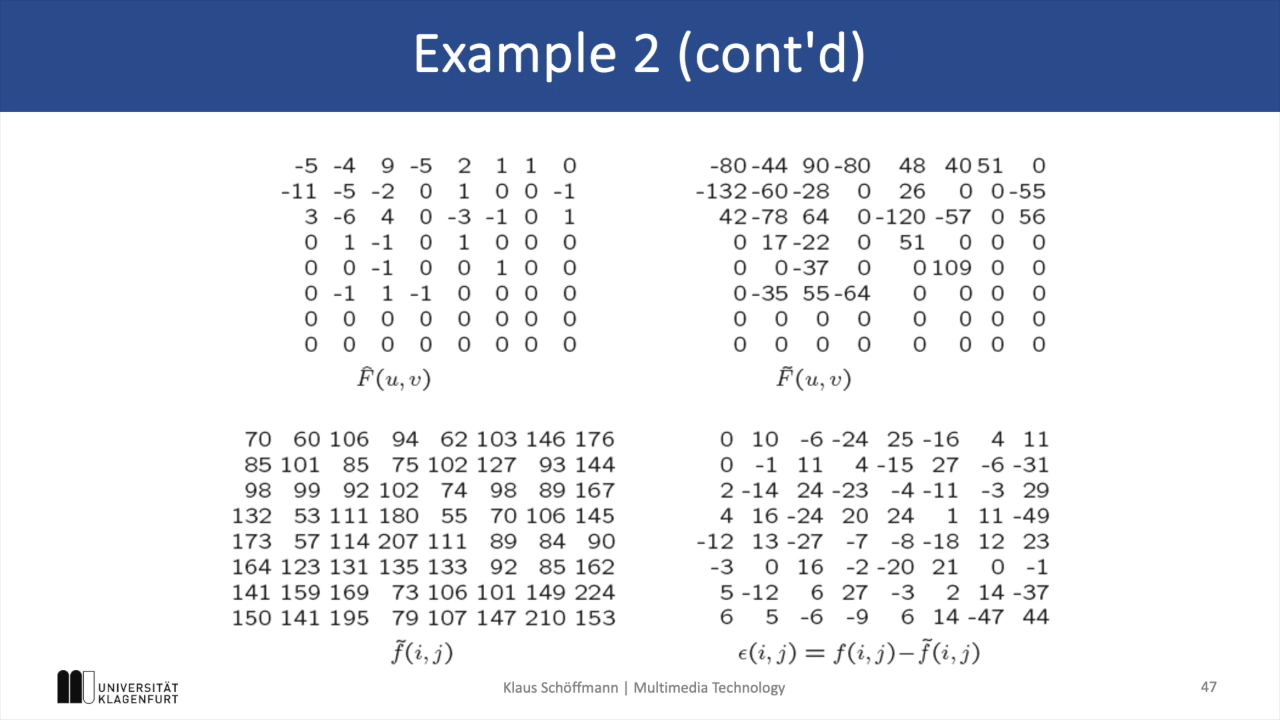 Example 2 (cont'd)
-5 -4 9 -5 2 1 1 0
-11 -5 -2 0 1 0 0 -1
3 -6 4 0 -3 -1 0 1
0 1 -1 0 1 0 0 0
0 0 -1 0 0 1 0 0
0 -1 1 -1 0 0 0 0
0 0 0 0 0 0 0 0
0 0 0 0 0 0 0 0
F̂(u, v)
-80 -44 90 -80 48 40 51 0
-132 -60 -28 0 26 0 0 -55
42 -78 64 0 -120 -57 0 56
0 17 -22 0 51 0 0 0
0 0 -37 0 0 109 0 0
0 -35 55 -64 0 0 0 0
0 0 0 0 0 0 0 0
0 0 0 0 0 0 0 0
F̃(u, v)
70 60 106 94 62 103 146 176
85 101 85 75 102 127 93 144
98 99 92 102 74 98 89 167
132 53 111 180 55 70 106 145
173 57 114 207 111 89 84 90
164 123 131 135 133 92 85 162
141 159 169 73 106 101 149 224
150 141 195 79 107 147 210 153
f̃(i, j)
0 10 -6 -24 25 -16 4 11
0 -1 11 4 -15 27 -6 -31
2 -14 24 -23 -4 -11 -3 29
4 16 -24 20 24 1 11 -49
-12 13 -27 -7 -8 -18 12 23
-3 0 16 -2 -20 21 0 -1
5 -12 6 27 -3 2 14 -37
6 5 -6 -9 6 14 -47 44
ϵ(i, j) = f(i, j) − f̃(i, j)
UNIVERSITÄT
KLAGENFURT
Klaus Schöffmann | Multimedia Technology
47